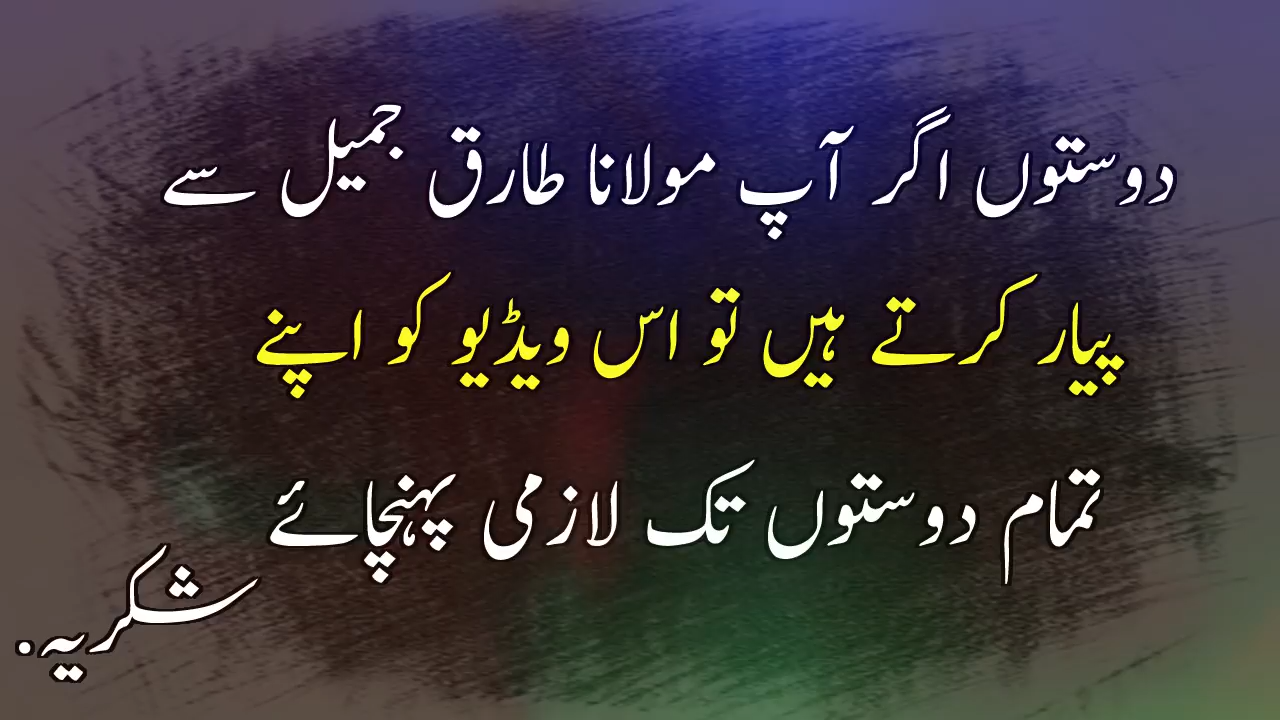 دوستوں اگر آپ مولانا طارق جمیل سے
پیار کرتے ہیں تو اس ویڈیو کو اپنے
تمام دوستوں تک لازمی پہنچائے
شکریہ.